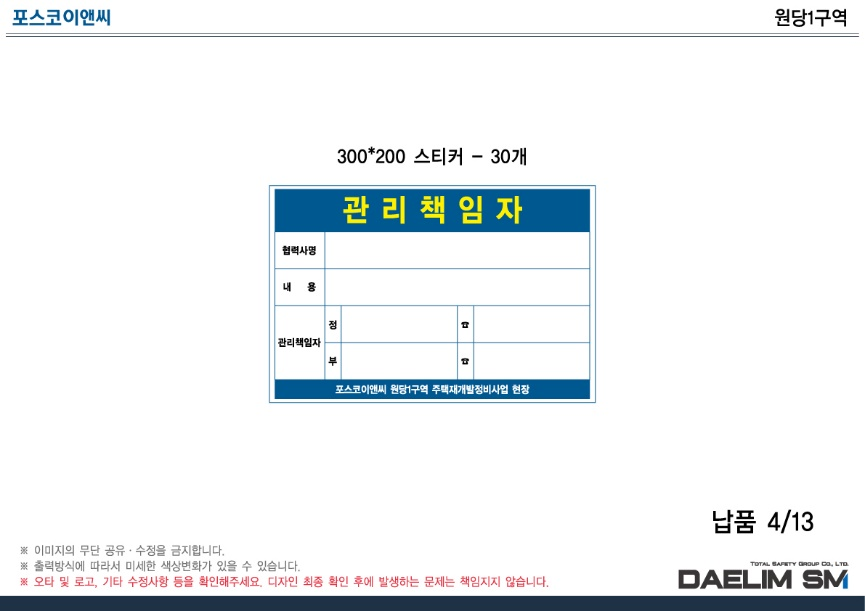 포스코이앤씨
원당1구역
300*200 스티커 - 30개
관리책임자
협력사명
내 용
관리책임자
정
☎
부
☎
포스코이앤씨 원당1구역 주택재개발정비사업 현장
납품 4/13
※ 이미지의 무단 공유 · 수정을 금지합니다.
※ 출력방식에 따라서 미세한 색상변화가 있을 수 있습니다.
※ 오타 및 로고, 기타 수정사항 등을 확인해주세요. 디자인 최종 확인 후에 발생하는 문제는 책임지지 않습니다.
TOTAL SAFETY GROUP CO., LTD.
DAELIM SM